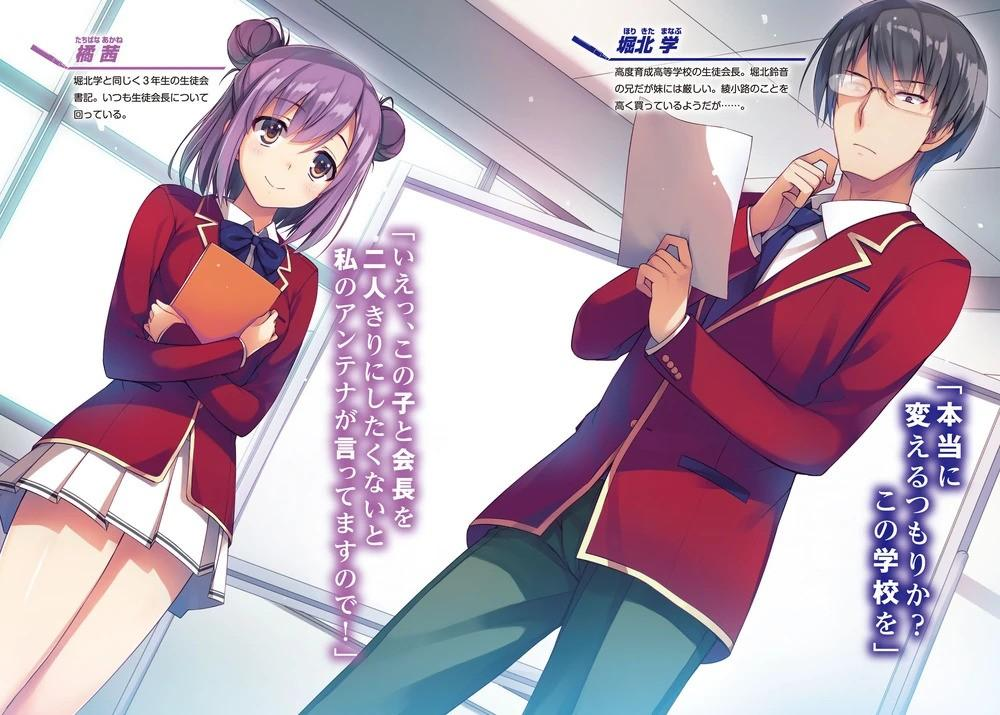 ほり きた まなぶ
堀北 学
高度育成高等学校の生徒会長。堀北鈴音
の兄だが妹には厳しい。綾小路のことを
高く買っているようだが……。
「本当に
変えるつもりか？
この学校を」
たちばな あかね
橘 茜
堀北学と同じく３年生の生徒会
書記。いつも生徒会長について
回っている。
「いえっ、この子と会長を
二人きりにしたくないと
私のアンテナが言ってますので！」